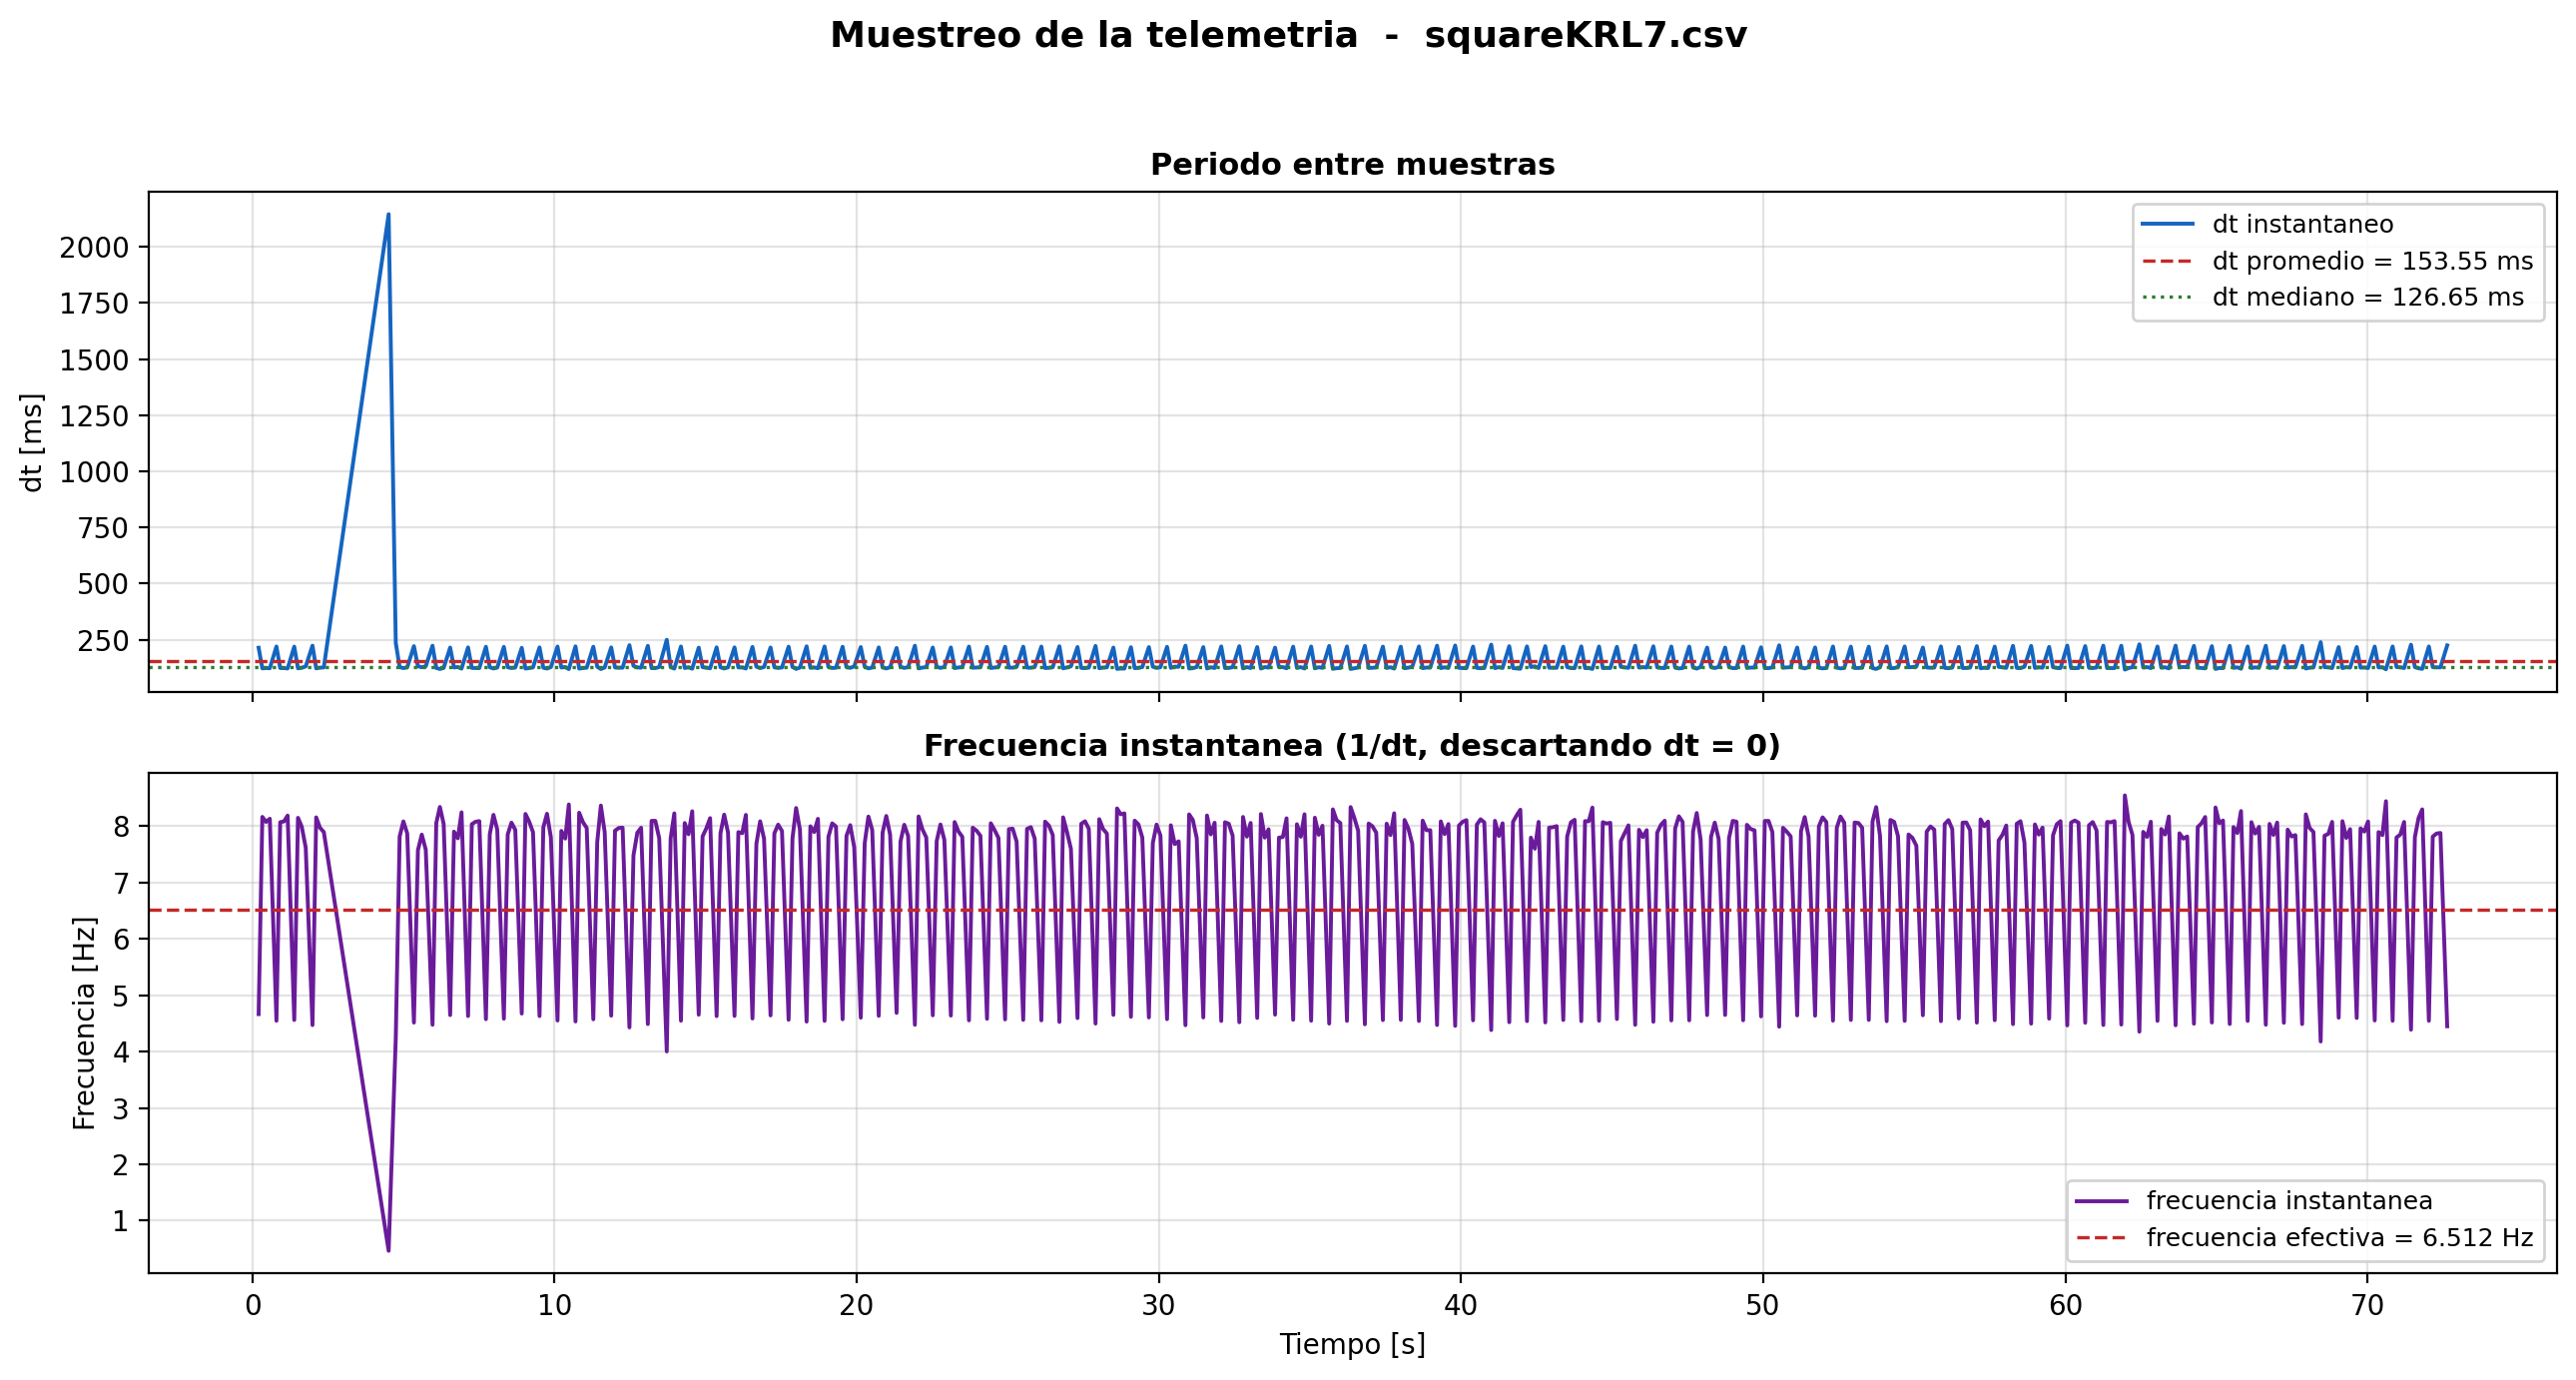 Muestreo de la telemetria - squareKRL7.csv
Periodo entre muestras
dt [ms]
2000
1750
1500
1250
1000
750
500
250
dt instantaneo
dt promedio = 153.55 ms
dt mediano = 126.65 ms
Frecuencia instantanea (1/dt, descartando dt = 0)
Frecuencia [Hz]
8
7
6
5
4
3
2
1
frecuencia instantanea
frecuencia efectiva = 6.512 Hz
0 10 20 30 40 50 60 70
Tiempo [s]